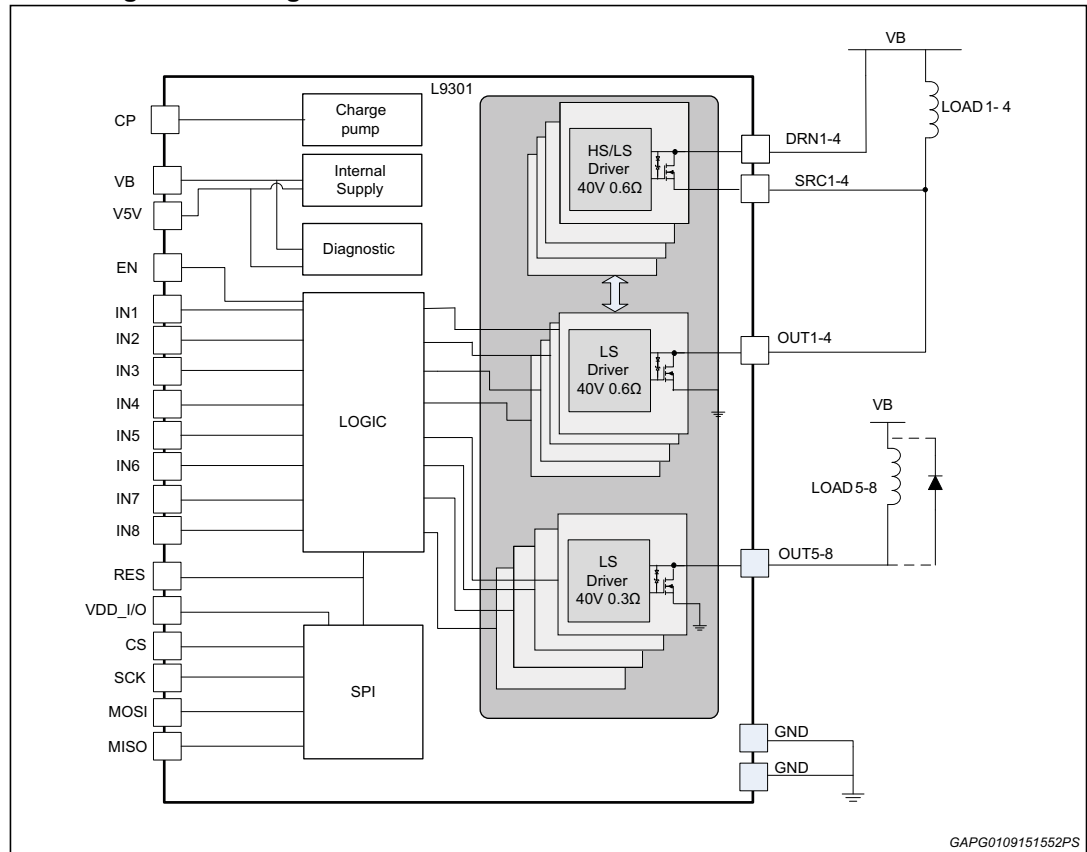 VB
L9301
LOAD 1- 4
CP
Charge
pump
DRN1-4
HS/LS
Driver
40V 0.6Ω
VB
Internal
Supply
SRC1-4
V5V
Diagnostic
EN
IN1
IN2
IN3
IN4
IN5
IN6
IN7
IN8
LOGIC
LS
Driver
40V 0.6Ω
OUT1-4
VB
LOAD 5-8
LS
Driver
40V 0.3Ω
OUT5-8
RES
VDD_I/O
CS
SCK
MOSI
MISO
SPI
GND
GND
GAPG0109151552PS